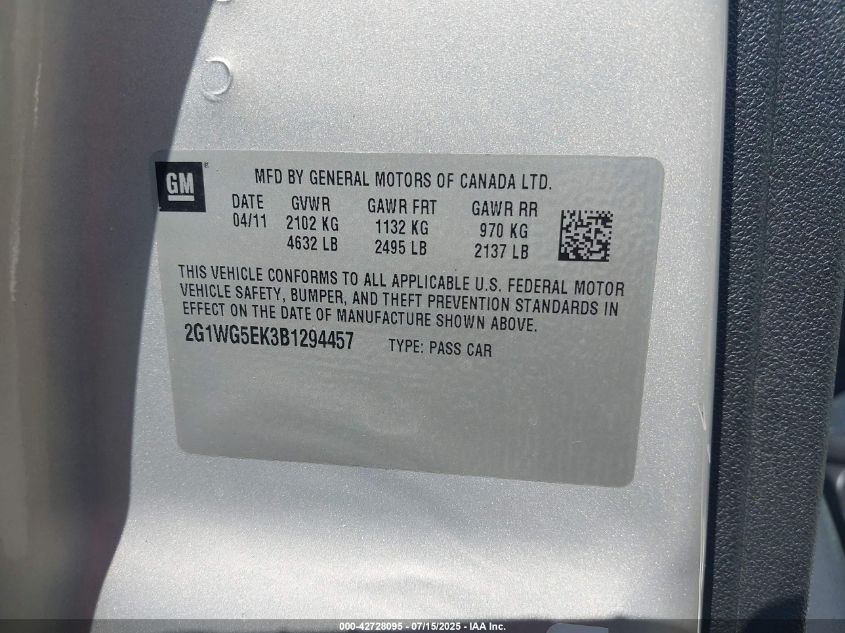 GM ®
MFD BY GENERAL MOTORS OF CANADA LTD.
DATE GVWR GAWR FRT GAWR RR
04/11 2102 KG 1132 KG 970 KG
4632 LB 2495 LB 2137 LB
THIS VEHICLE CONFORMS TO ALL APPLICABLE U.S. FEDERAL MOTOR
VEHICLE SAFETY, BUMPER, AND THEFT PREVENTION STANDARDS IN
EFFECT ON THE DATE OF MANUFACTURE SHOWN ABOVE.
2G1WG5EK3B1294457 TYPE: PASS CAR
000-42728095 - 07/15/2025 - IAA Inc.